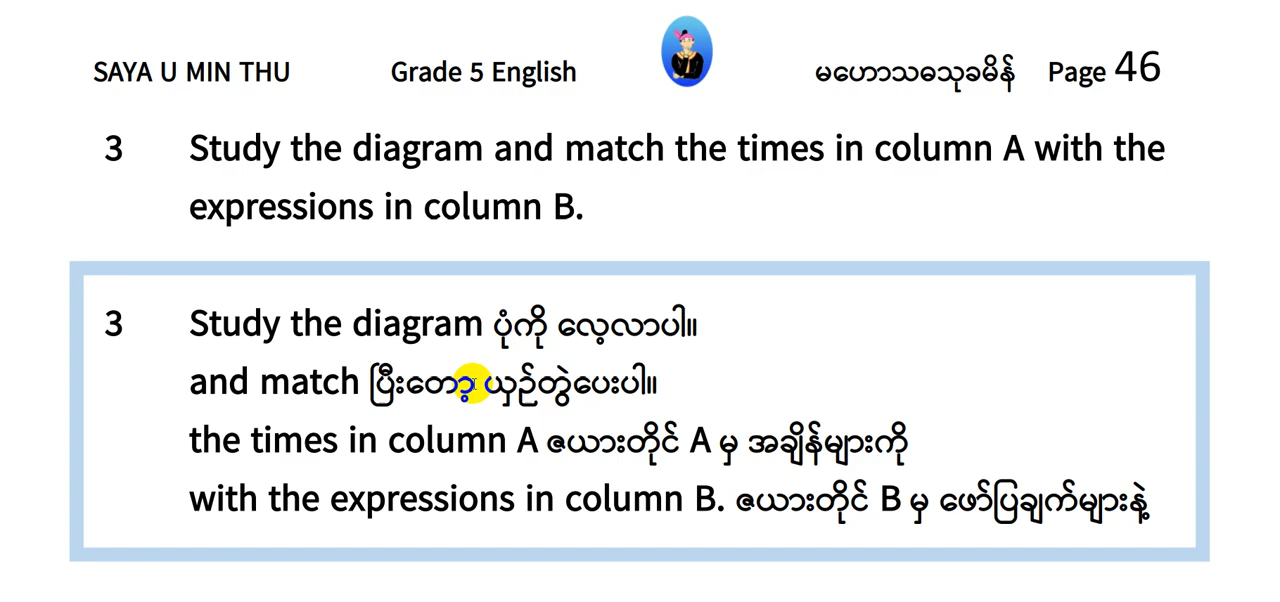 SAYA U MIN THU Grade 5 English မဟောသဓသုခမိန် Page 46
3 Study the diagram and match the times in column A with the
expressions in column B.
3 Study the diagram ပုံကို လေ့လာပါ။
and match ပြီးတော့ ယှဉ်တွဲပေးပါ။
the times in column A ဇယားတိုင် A မှ အချိန်များကို
with the expressions in column B. ဇယားတိုင် B မှ ဖော်ပြချက်များနဲ့